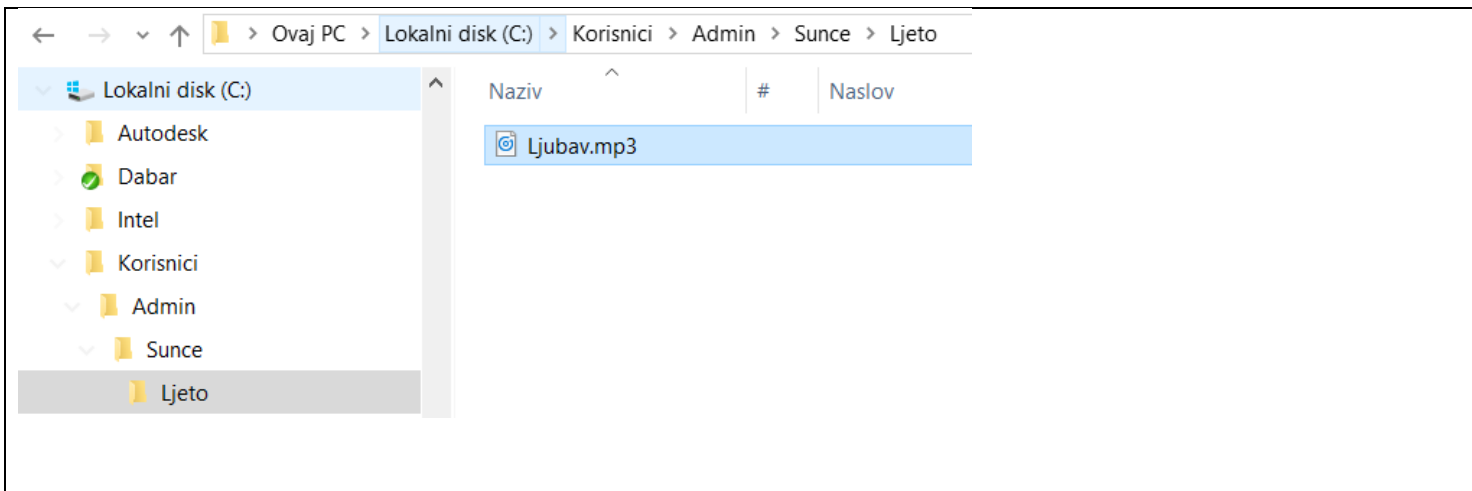 Ovaj PC > Lokalni disk (C:) > Korisnici > Admin > Sunce > Ljeto
Lokalni disk (C:)
Autodesk
Dabar
Intel
Korisnici
Admin
Sunce
Ljeto
Naziv # Naslov
Ljubav.mp3